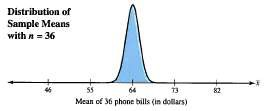 Distribution of
Sample Means
with n = 36
46 55 64 73 82
x̄
Mean of 36 phone bills (in dollars)